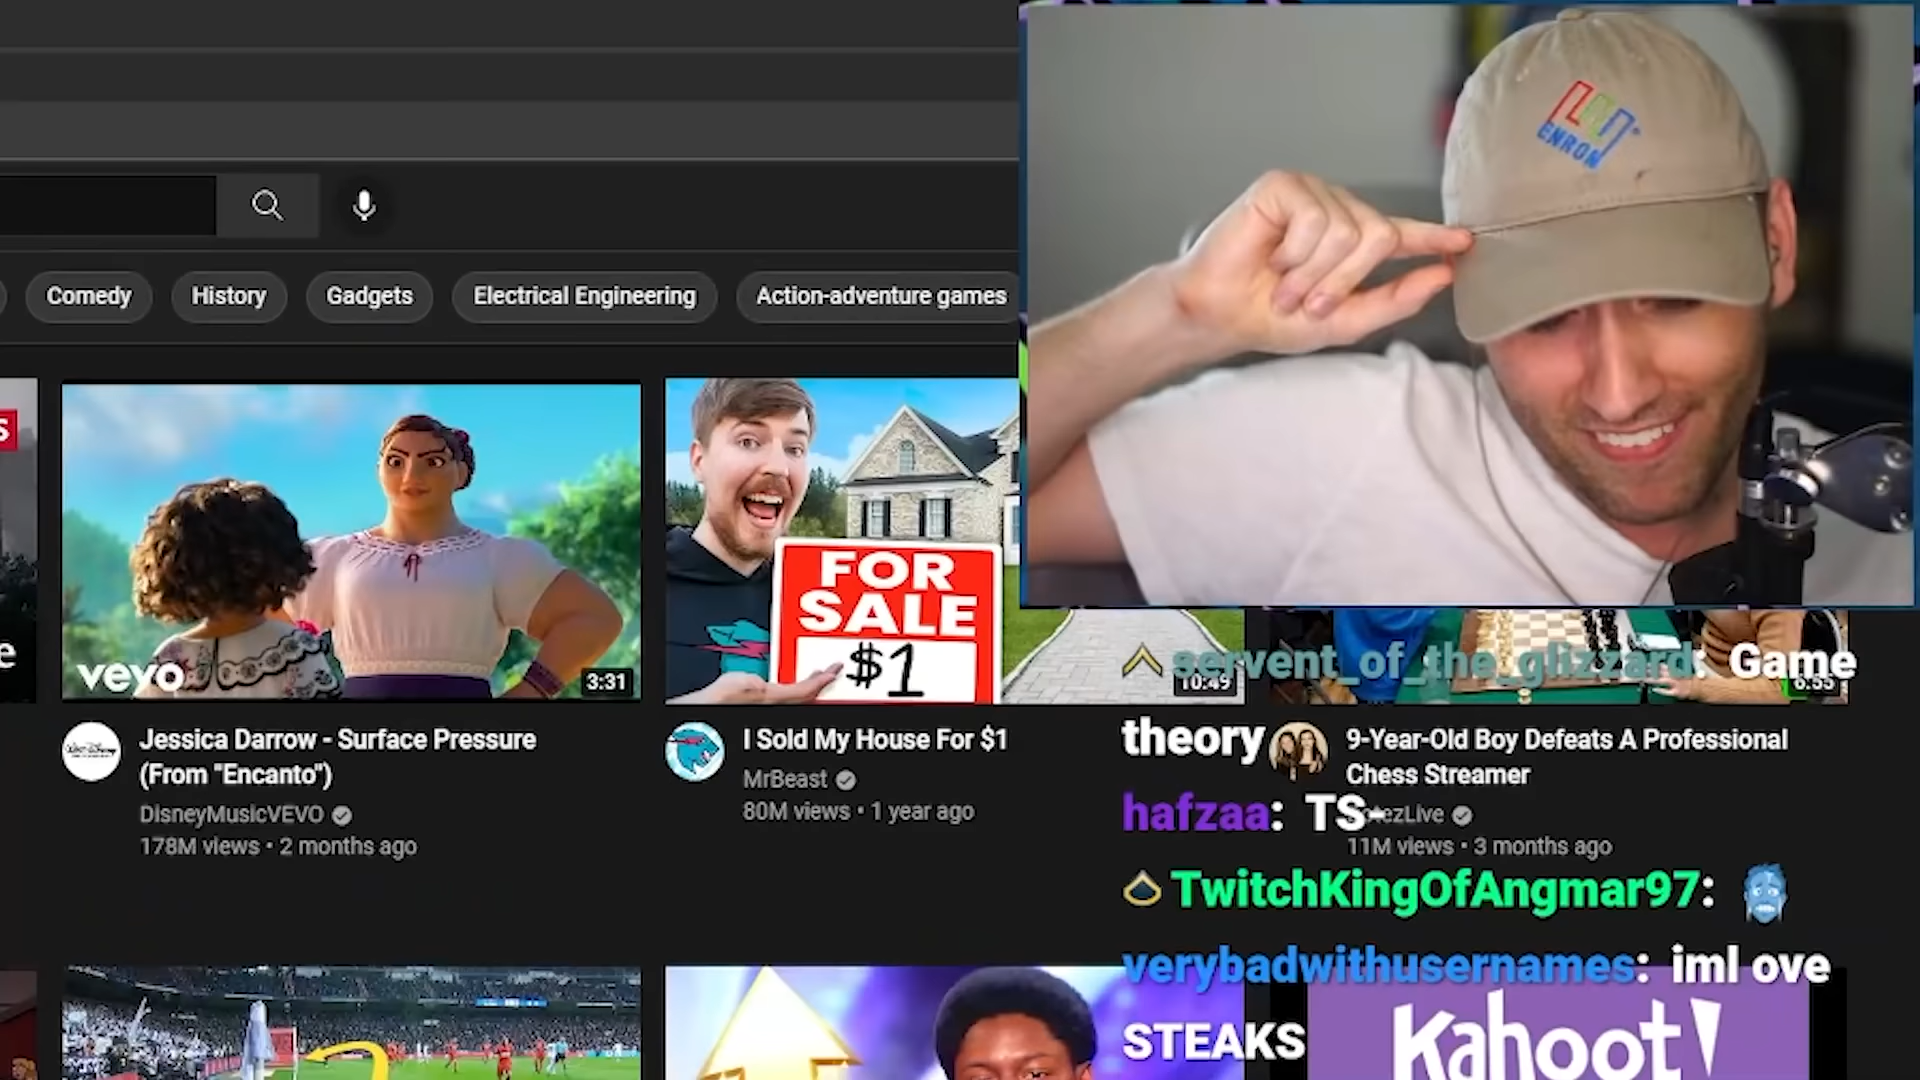 ENRON
Comedy
History
Gadgets
Electrical Engineering
Action-adventure games
S
e
vevo
3:31
FOR
SALE
$1
10:49
6:55
servent_of_the_glizzard: Game
theory
Jessica Darrow - Surface Pressure
(From "Encanto")
DisneyMusicVEVO
178M views • 2 months ago
I Sold My House For $1
MrBeast
80M views • 1 year ago
9-Year-Old Boy Defeats A Professional
Chess Streamer
11M views • 3 months ago
hafzaa: TS-
TwitchKingOfAngmar97:
verybadwithusernames: iml ove
STEAKS
Kahoot!